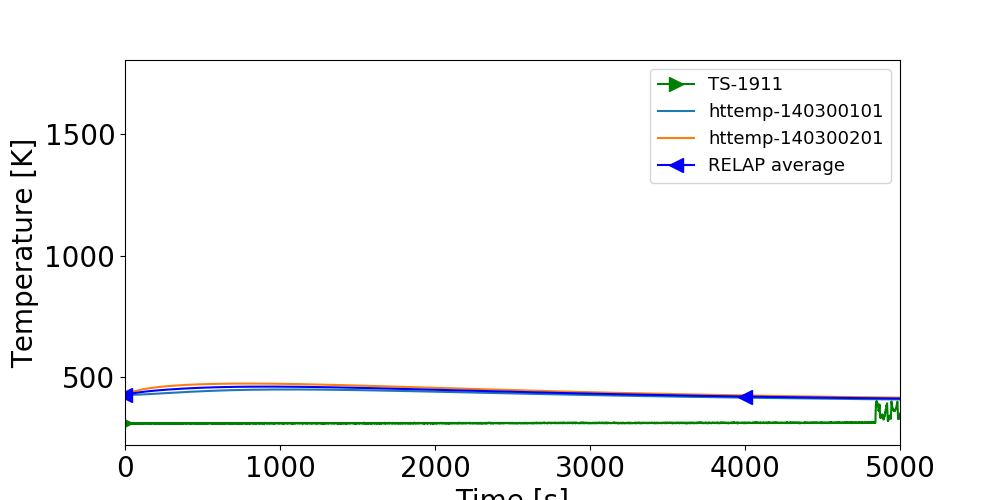 TS-1911
httemp-140300101
httemp-140300201
RELAP average
Temperature [K]
1500
1000
500
0 1000 2000 3000 4000 5000
Time [s]